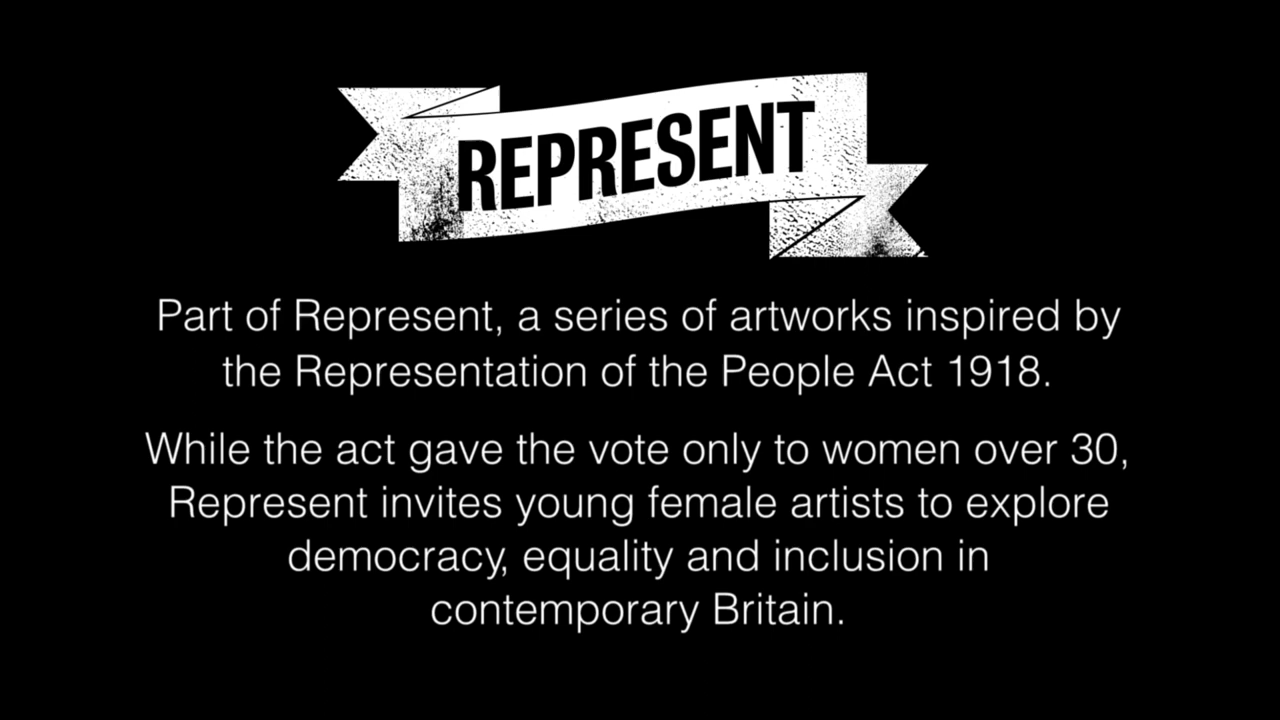 REPRESENT
Part of Represent, a series of artworks inspired by
the Representation of the People Act 1918.
While the act gave the vote only to women over 30,
Represent invites young female artists to explore
democracy, equality and inclusion in
contemporary Britain.